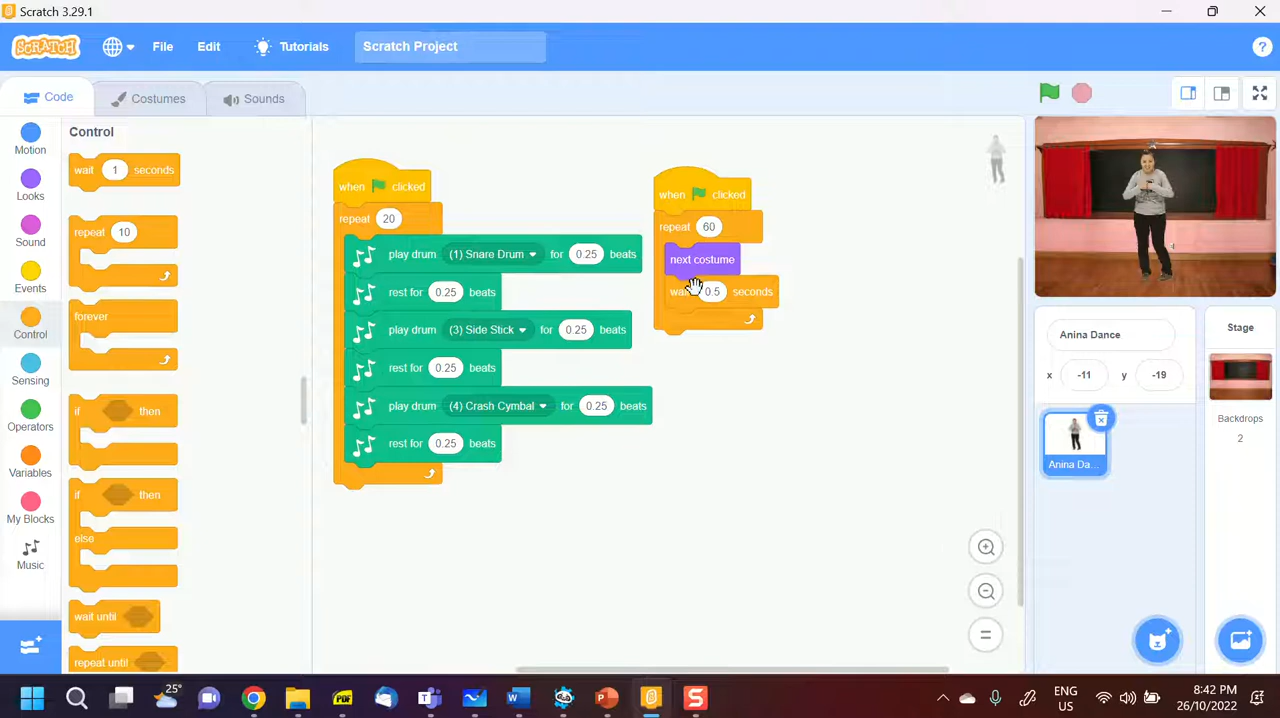 Scratch 3.29.1
SCRATCH File Edit Tutorials Scratch Project ?
Code Costumes Sounds
Motion
Looks
Sound
Events
Control
Sensing
Operators
Variables
My Blocks
Music
Control
wait 1 seconds
repeat 10
forever
if then
if then
else
wait until
repeat until
when clicked
repeat 20
play drum (1) Snare Drum for 0.25 beats
rest for 0.25 beats
play drum (3) Side Stick for 0.25 beats
rest for 0.25 beats
play drum (4) Crash Cymbal for 0.25 beats
rest for 0.25 beats
when clicked
repeat 60
next costume
0.5 seconds
Anina Dance
x -11 y -19
Anina Da...
Stage
Backdrops
2
25°
PDF
ENG
US
8:42 PM
26/10/2022